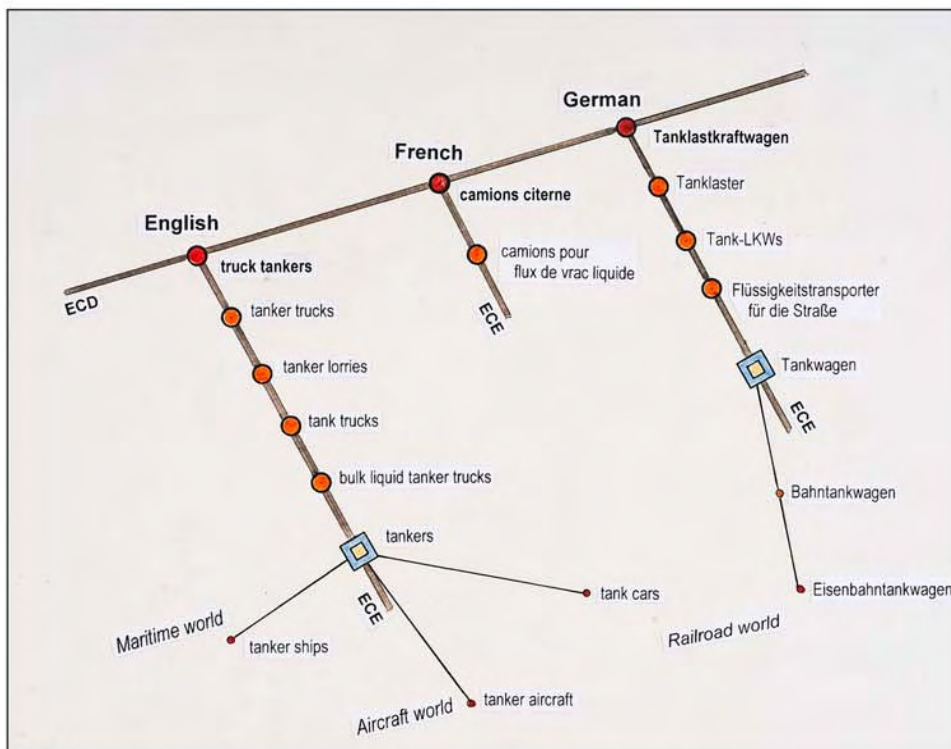 German
Tanklastkraftwagen
French
Tanklaster
camions citerne
English
Tank-LKWs
camions pour
flux de vrac liquide
truck tankers
Flüssigkeitstransporter
für die Straße
ECD
ECE
tanker trucks
tanker lorries
Tankwagen
ECE
tank trucks
bulk liquid tanker trucks
Bahntankwagen
tankers
tank cars
Eisenbahntankwagen
ECE
Maritime world
tanker ships
Railroad world
tanker aircraft
Aircraft world